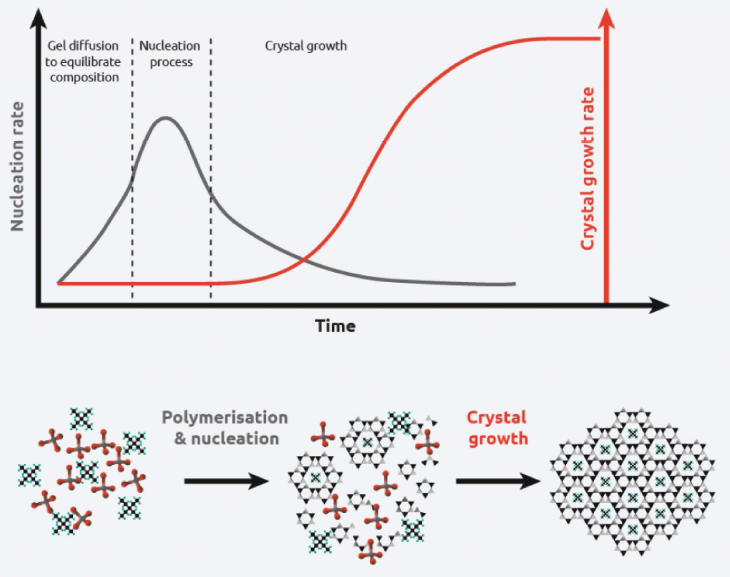 Gel diffusion
to equilibrate
composition
Nucleation
process
Crystal growth
Nucleation rate
Crystal growth rate
Time
Polymerisation
& nucleation
Crystal
growth